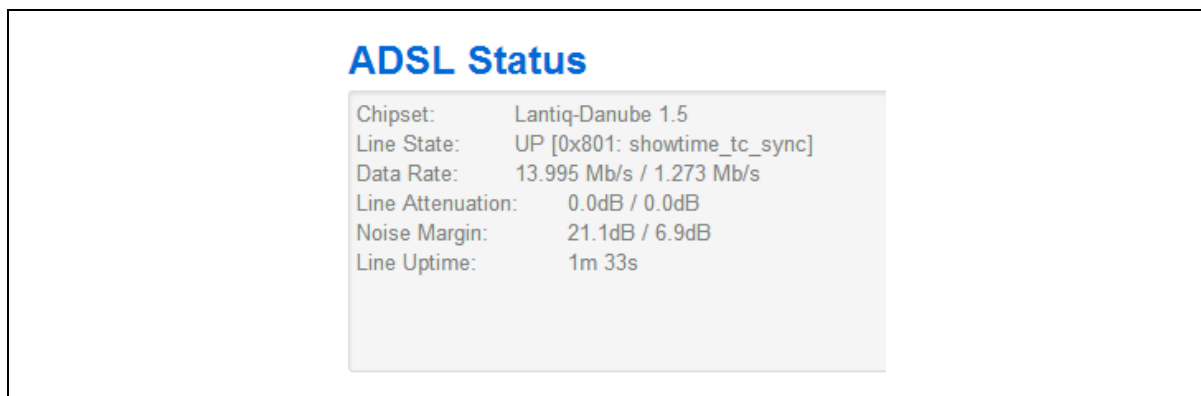 ADSL Status
Chipset: Lantiq-Danube 1.5
Line State: UP [0x801: showtime_tc_sync]
Data Rate: 13.995 Mb/s / 1.273 Mb/s
Line Attenuation: 0.0dB / 0.0dB
Noise Margin: 21.1dB / 6.9dB
Line Uptime: 1m 33s